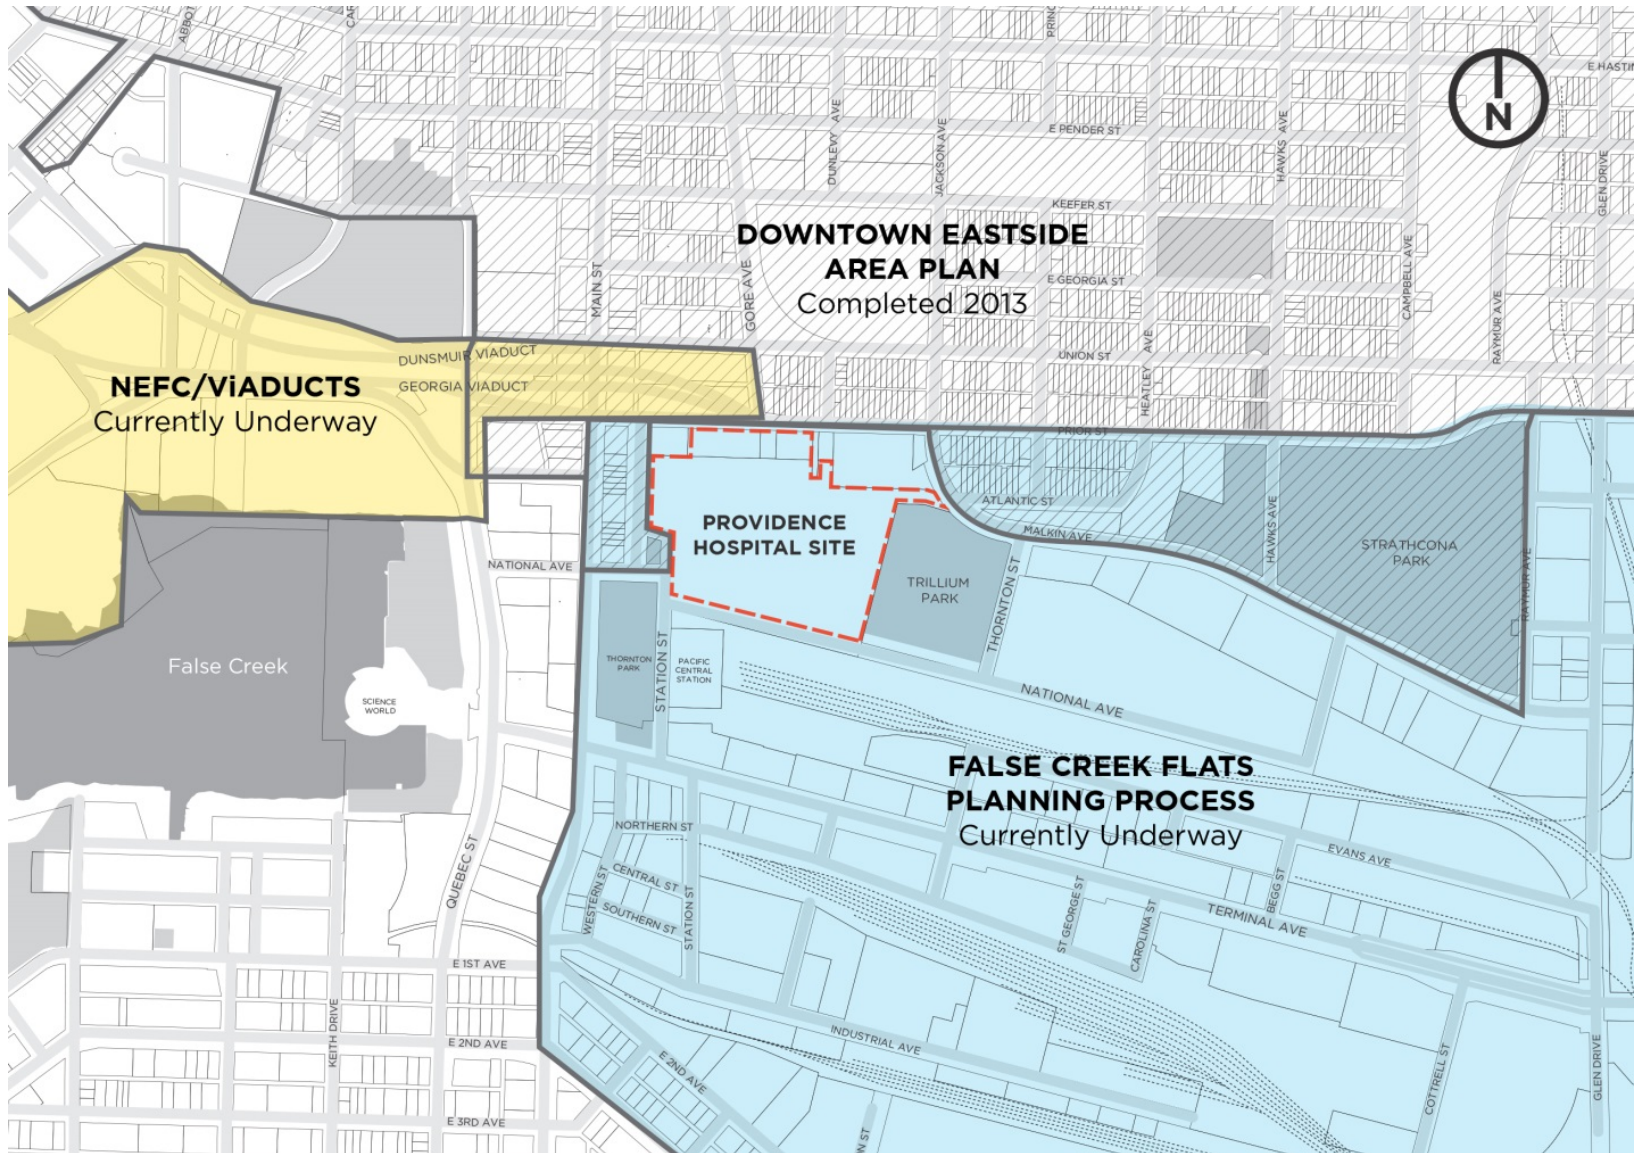 ABBOT
CAR
PRINC
E HASTIN
N
E PENDER ST
DUNLEVY AVE
JACKSON AVE
HAWKS AVE
GLEN DRIVE
KEEFER ST
DOWNTOWN EASTSIDE
AREA PLAN
Completed 2013
MAIN ST
GORE AVE
E GEORGIA ST
CAMPBELL AVE
RAYMUR AVE
HEATLEY AVE
UNION ST
DUNSMUIR VIADUCT
GEORGIA VIADUCT
NEFC/ViADUCTS
Currently Underway
PRIOR ST
ATLANTIC ST
MALKIN AVE
HAWKS AVE
STRATHCONA
PARK
RAYMUR AVE
PROVIDENCE
HOSPITAL SITE
TRILLIUM
PARK
THORNTON ST
NATIONAL AVE
False Creek
SCIENCE
WORLD
THORNTON
PARK
STATION ST
PACIFIC
CENTRAL
STATION
NATIONAL AVE
FALSE CREEK FLATS
PLANNING PROCESS
Currently Underway
QUEBEC ST
NORTHERN ST
CENTRAL ST
SOUTHERN ST
WESTERN ST
STATION ST
EVANS AVE
BEGG ST
TERMINAL AVE
ST GEORGE ST
CAROLINA ST
E 1ST AVE
KEITH DRIVE
E 2ND AVE
E 3RD AVE
E 2ND AVE
INDUSTRIAL AVE
COTTRELL ST
GLEN DRIVE
N ST